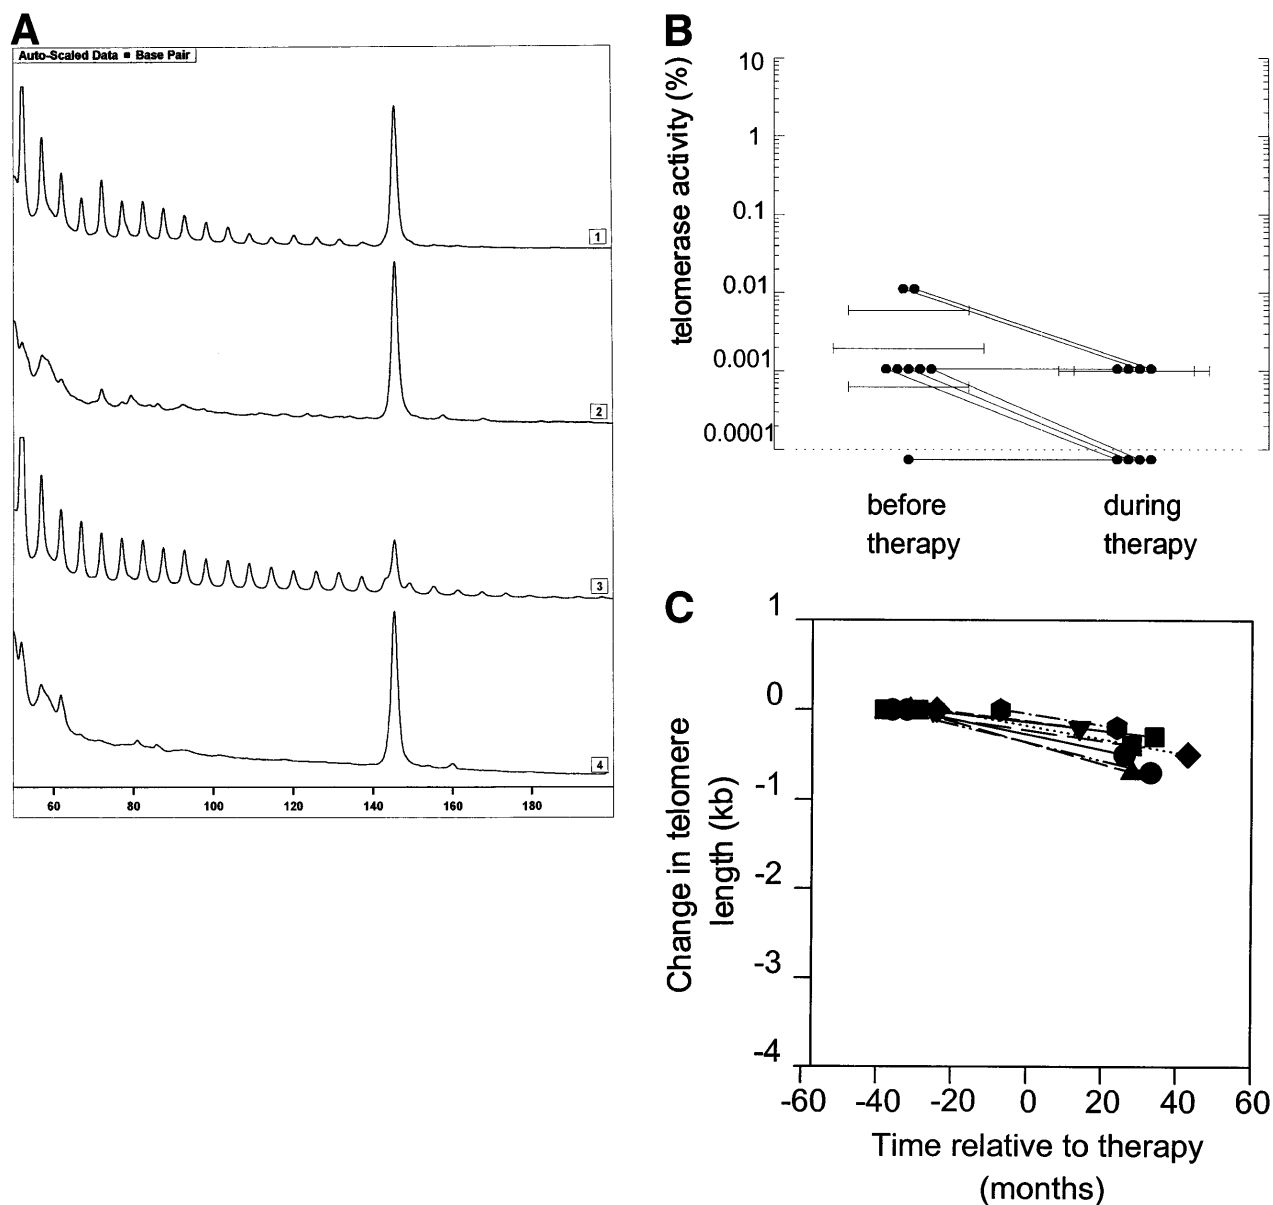 A
Auto-Scaled Data ▪ Base Pair
1
2
3
4
60 80 100 120 140 160 180
B
telomerase activity (%)
10
1
0.1
0.01
0.001
0.0001
before
therapy
during
therapy
C
Change in telomere
length (kb)
1
0
-1
-2
-3
-4
-60 -40 -20 0 20 40 60
Time relative to therapy
(months)